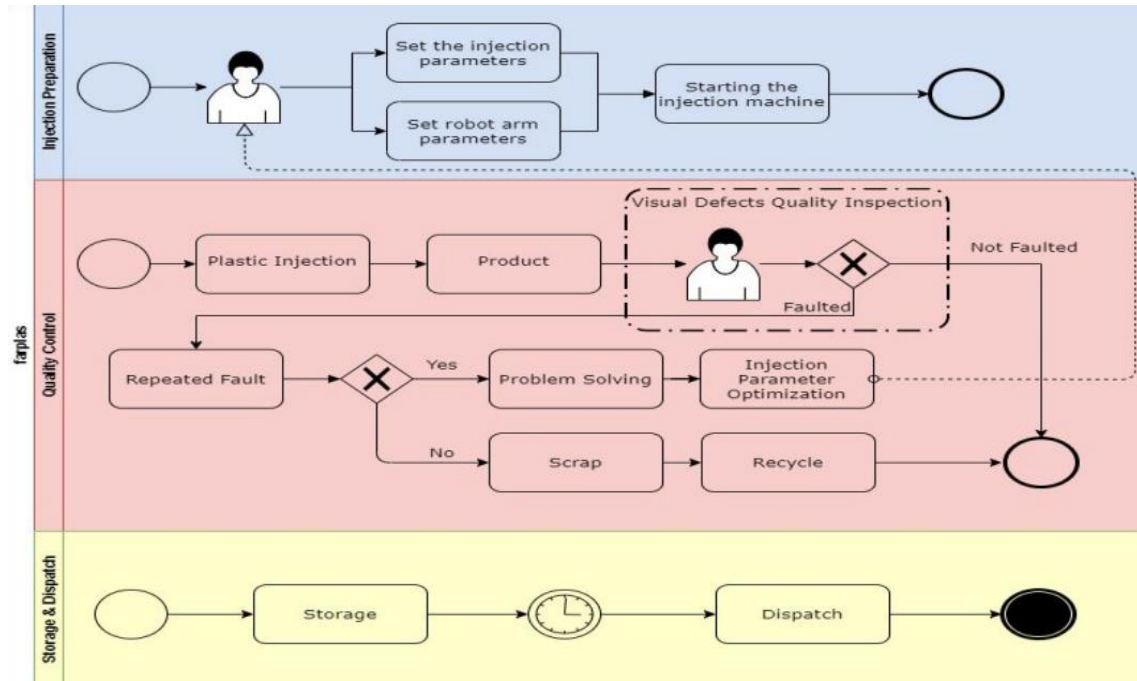 farplas
Injection Preparation
Set the injection
parameters
Set robot arm
parameters
Starting the
injection machine
Quality Control
Visual Defects Quality Inspection
Plastic Injection
Product
Not Faulted
Faulted
Repeated Fault
Yes
Problem Solving
Injection
Parameter
Optimization
No
Scrap
Recycle
Storage & Dispatch
Storage
Dispatch